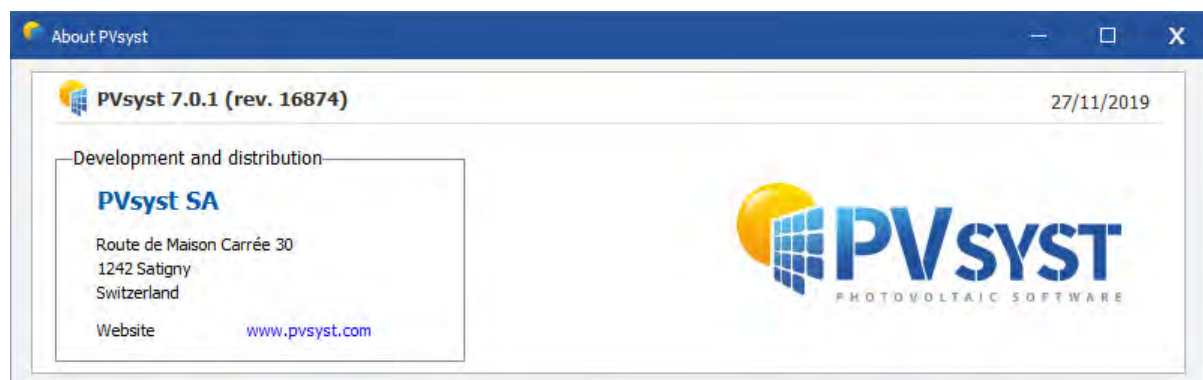 About PVsyst
PVsyst 7.0.1 (rev. 16874)
27/11/2019
Development and distribution
PVsyst SA
Route de Maison Carrée 30
1242 Satigny
Switzerland
Website www.pvsyst.com
PVSYST
PHOTOVOLTAIC SOFTWARE